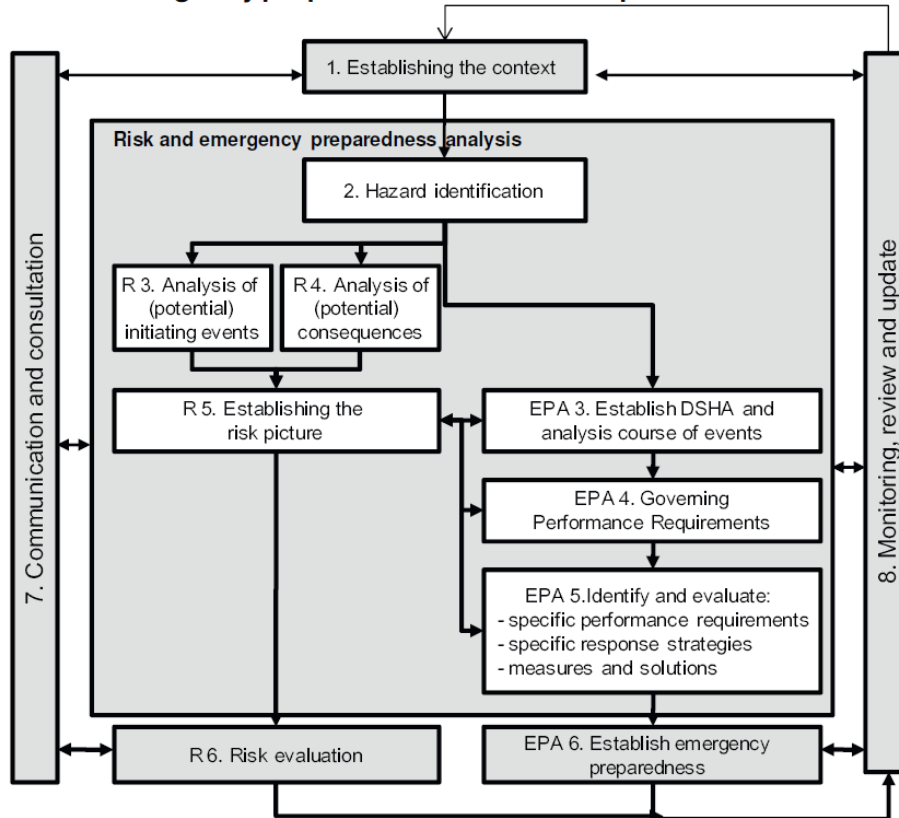 1. Establishing the context
Risk and emergency preparedness analysis
2. Hazard identification
R 3. Analysis of
(potential)
initiating events
R 4. Analysis of
(potential)
consequences
R 5. Establishing the
risk picture
EPA 3. Establish DSHA and
analysis course of events
EPA 4. Governing
Performance Requirements
EPA 5.Identify and evaluate:
- specific performance requirements
- specific response strategies
- measures and solutions
R 6. Risk evaluation
EPA 6. Establish emergency
preparedness
7. Communication and consultation
8. Monitoring, review and update